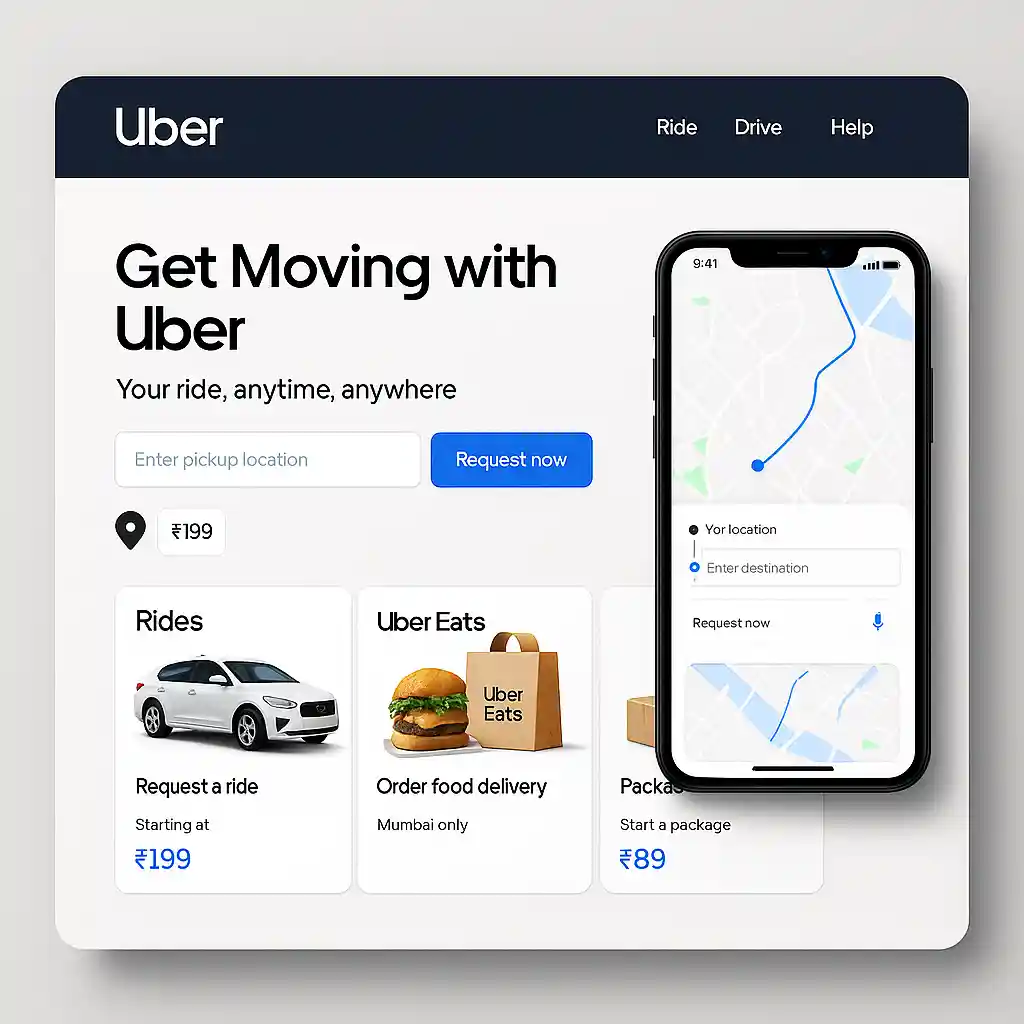 Uber
Ride Drive Help
Get Moving with
Uber
Your ride, anytime, anywhere
Enter pickup location
Request now
₹199
Rides
Request a ride
Starting at
₹199
Uber Eats
Uber
Eats
Order food delivery
Mumbai only
Packa
Start a package
₹89
9:41
Yor location
Enter destination
Request now